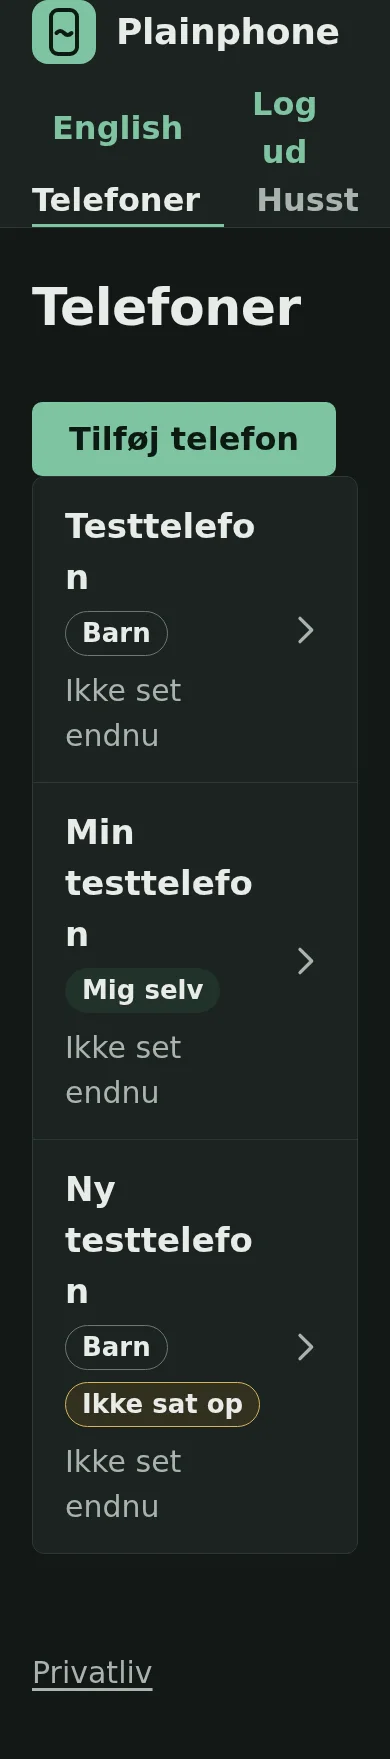 Plainphone
English
Log
ud
Telefoner
Husst
Telefoner
Tilføj telefon
Testtelefo
n
Barn
Ikke set
endnu
Min
testtelefo
n
Mig selv
Ikke set
endnu
Ny
testtelefo
n
Barn
Ikke sat op
Ikke set
endnu
Privatliv